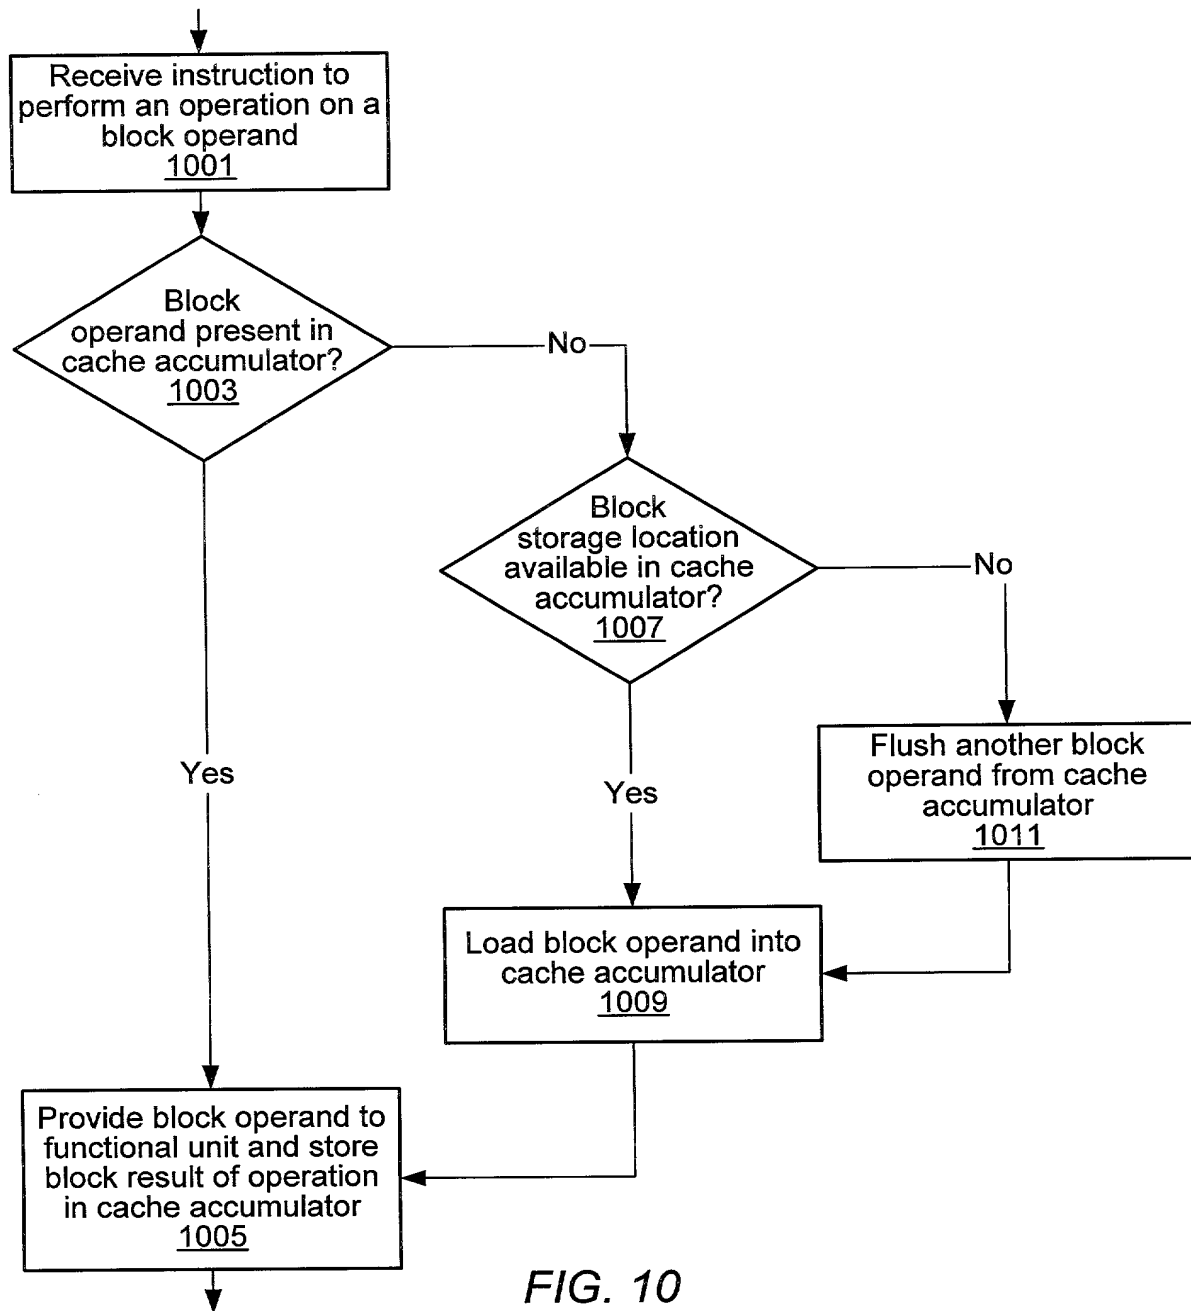 Receive instruction to
perform an operation on a
block operand
1001
Block
operand present in
cache accumulator?
1003
No
Block
storage location
available in cache
accumulator?
1007
No
Yes
Yes
Flush another block
operand from cache
accumulator
1011
Load block operand into
cache accumulator
1009
Provide block operand to
functional unit and store
block result of operation
in cache accumulator
1005
FIG. 10